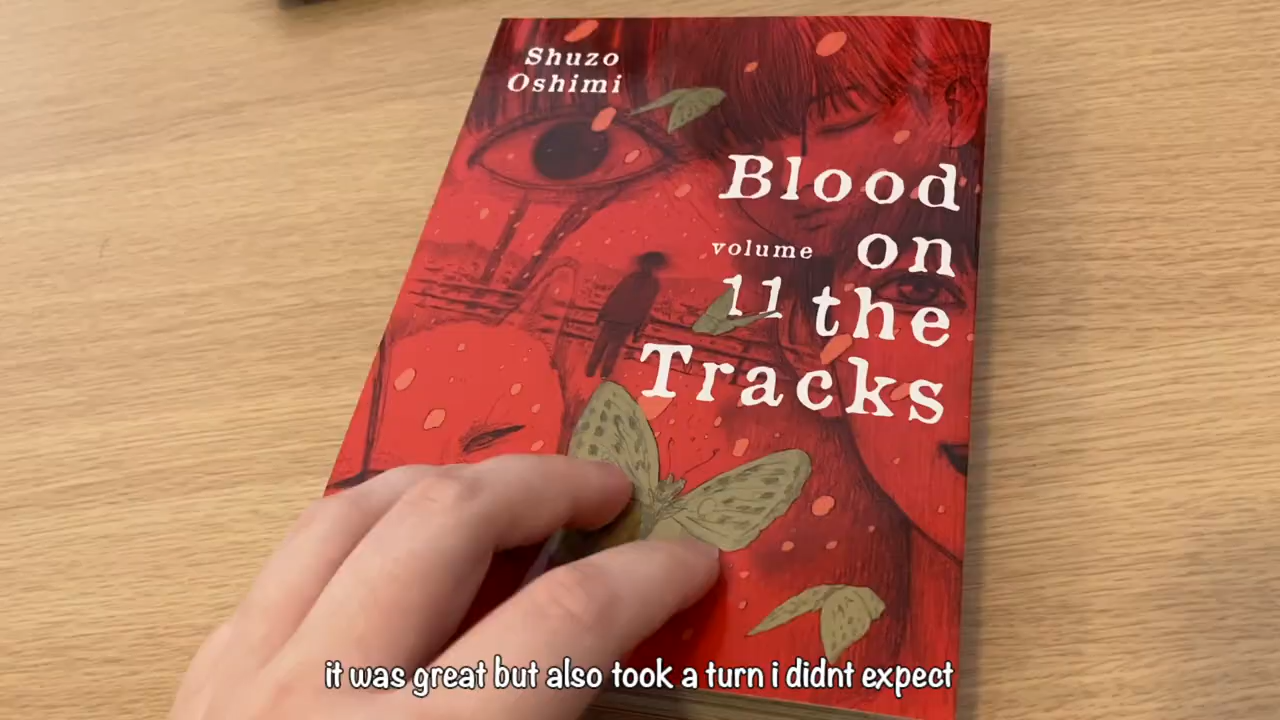 Shuzo
Oshimi
Blood
on
the
Tracks
volume
11
it was great but also took a turn i didnt expect